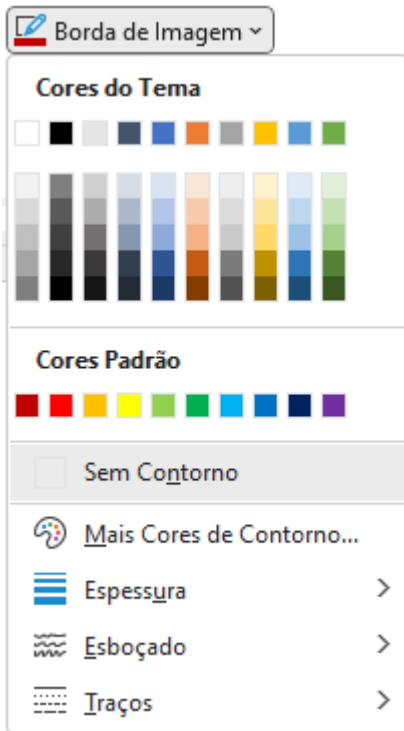 Borda de Imagem
Cores do Tema
Cores Padrão
Sem Contorno
Mais Cores de Contorno...
Espessura
Esboçado
Traços